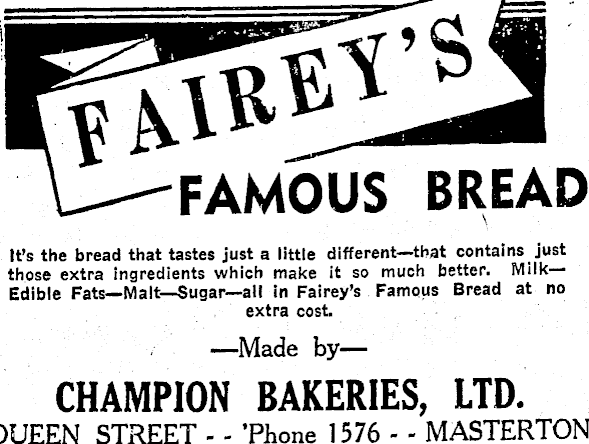 FAIREY'S
FAMOUS BREAD
It's the bread that tastes just a little different—that contains just
those extra ingredients which make it so much better. Milk—
Edible Fats—Malt—Sugar—all in Fairey's Famous Bread at no
extra cost.
—Made by—
CHAMPION BAKERIES, LTD.
QUEEN STREET - - 'Phone 1576 - - MASTERTON